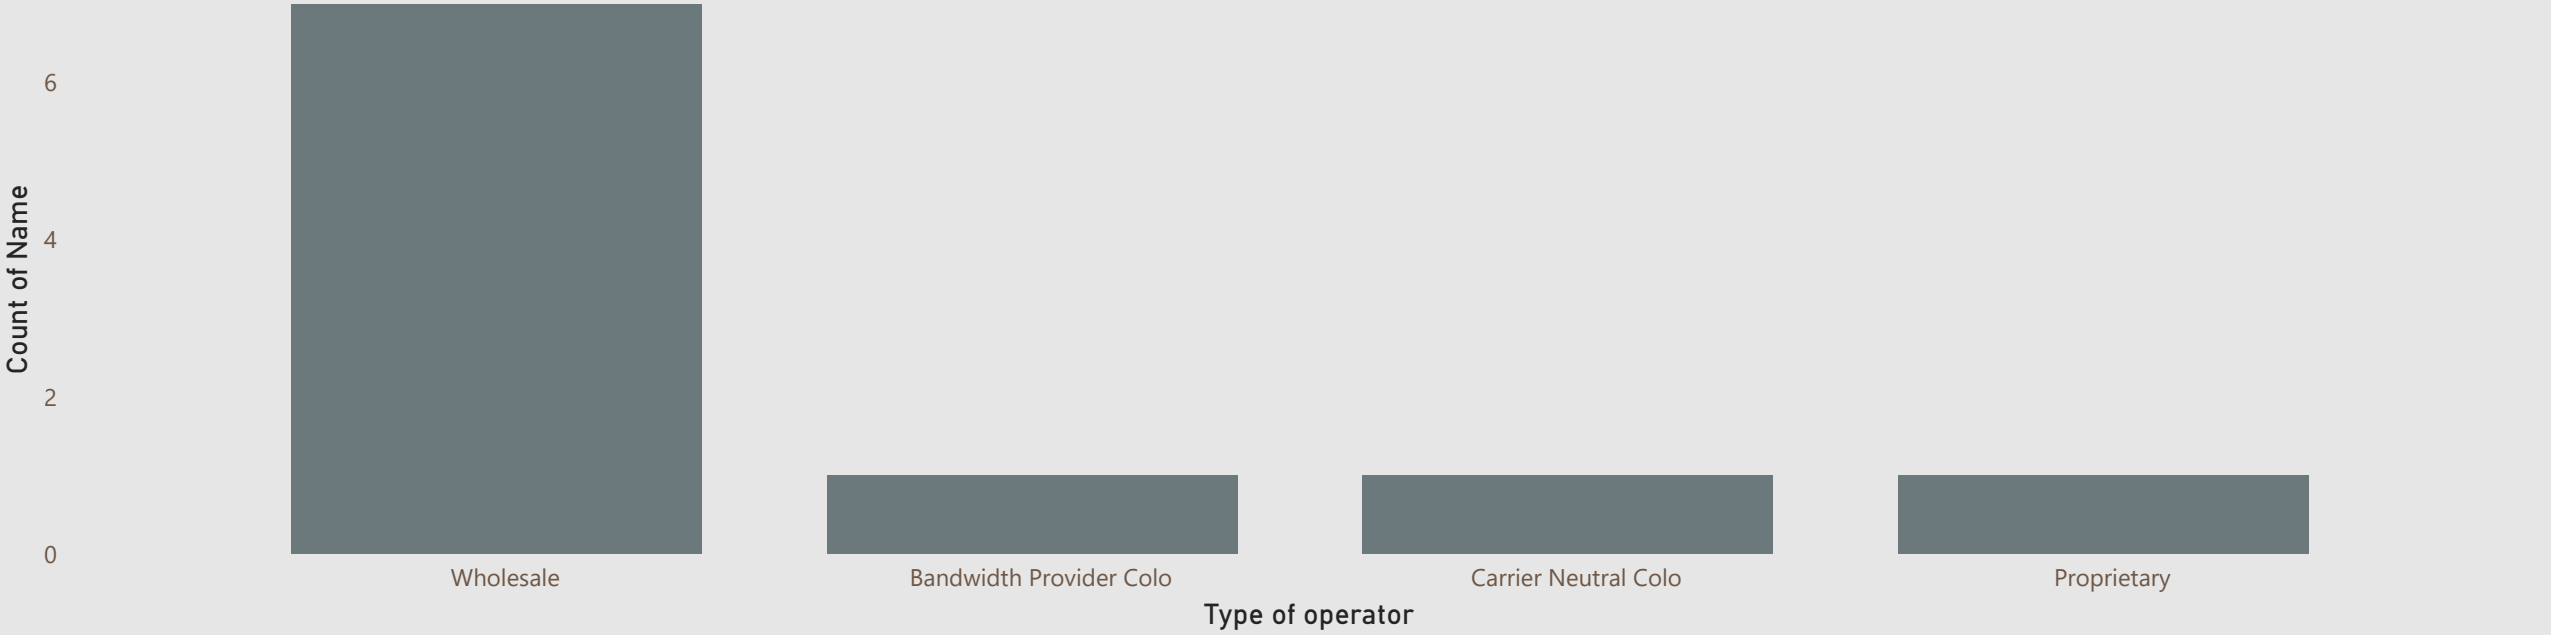 6
4
2
0
Count of Name
Wholesale
Bandwidth Provider Colo
Carrier Neutral Colo
Proprietary
Type of operator